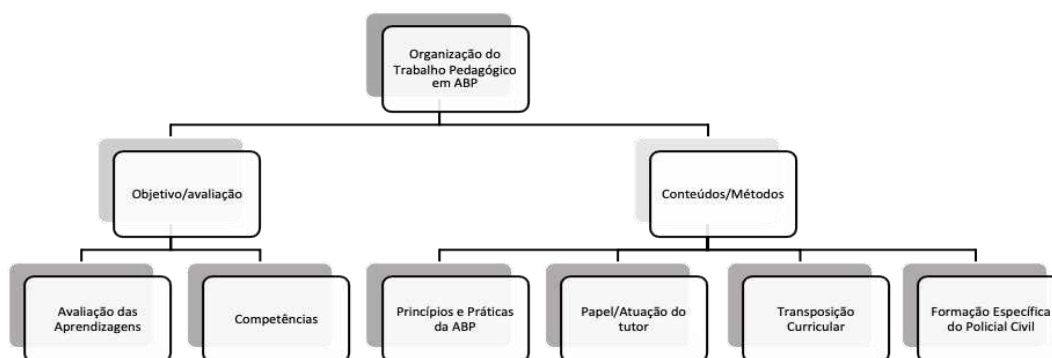 Organização do
Trabalho Pedagógico
em ABP
Objetivo/avaliação
Conteúdos/Métodos
Avaliação das
Aprendizagens
Competências
Princípios e Práticas
da ABP
Papel/Atuação do
tutor
Transposição
Curricular
Formação Específica
do Policial Civil